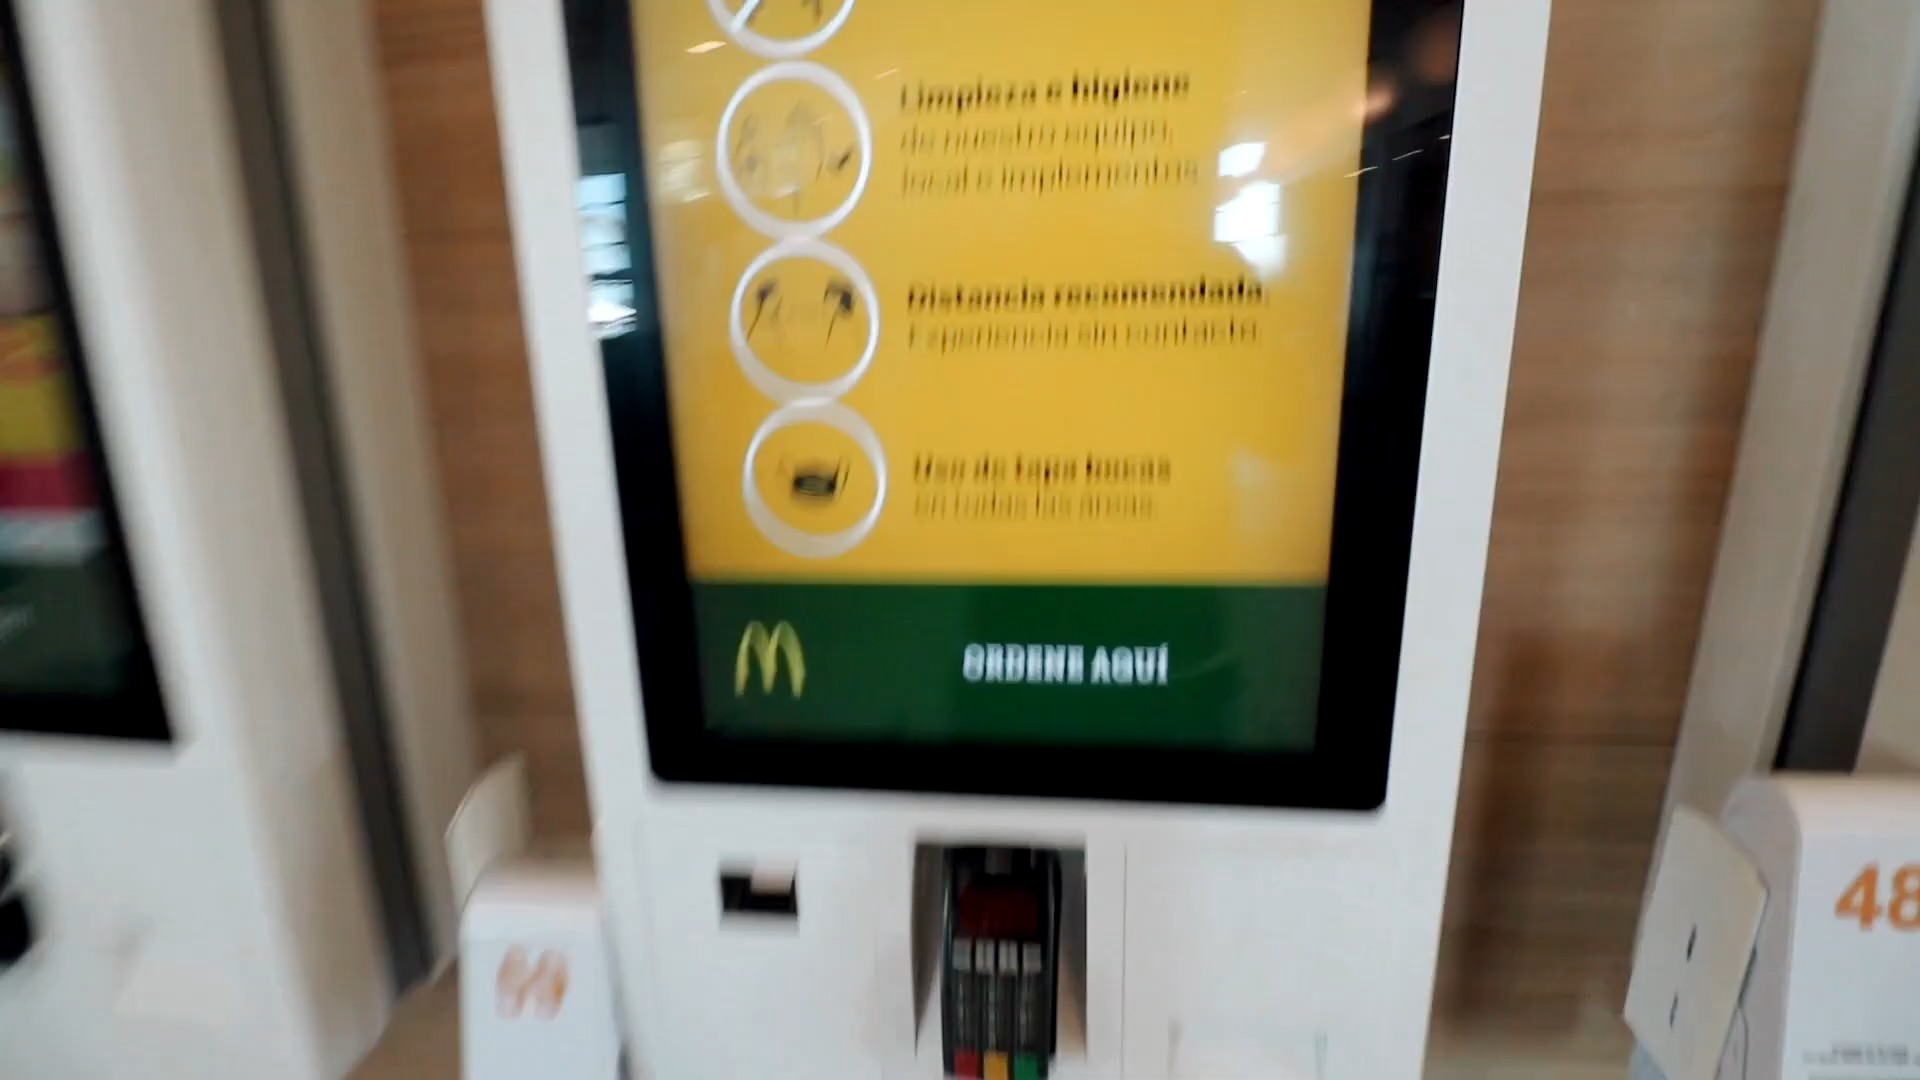 Limpieza e higiene
de nuestro equipo,
local e implementos.
Distancia recomendada.
Experiencia sin contacto.
Uso de tapa bocas
en todas las áreas.
ORDENE AQUÍ
48